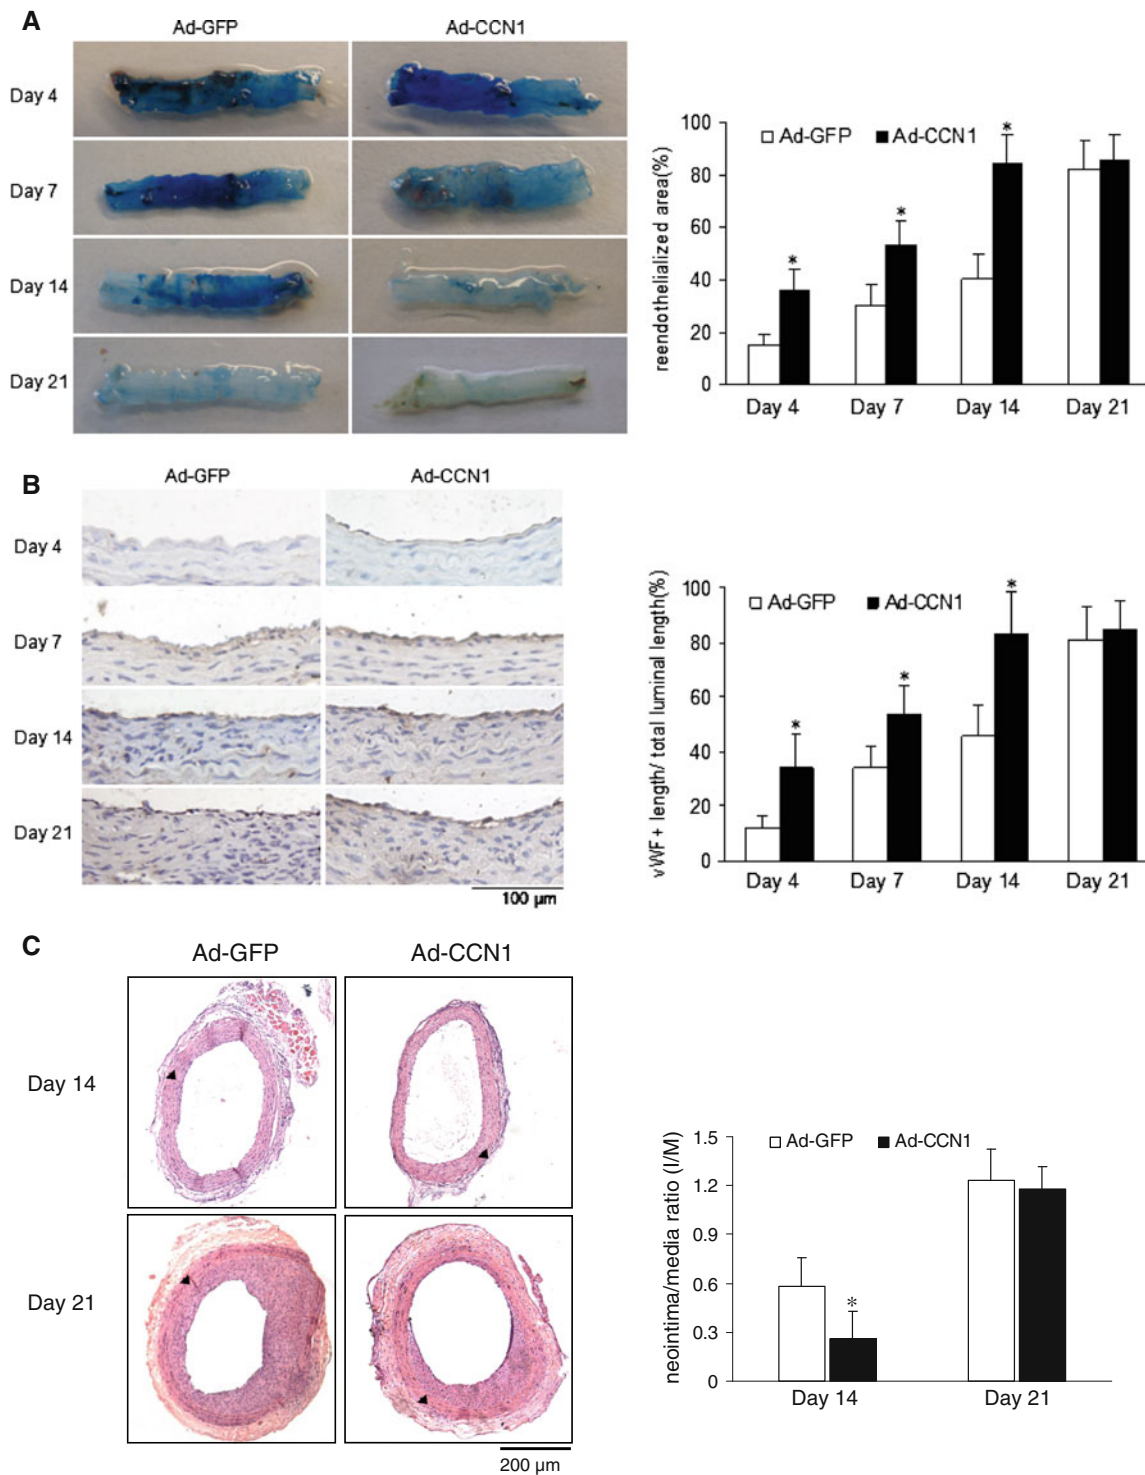 A
Ad-GFP Ad-CCN1
Day 4
Day 7
Day 14
Day 21
reendothelialized area(%)
100
80
60
40
20
0
Ad-GFP Ad-CCN1
* * *
Day 4 Day 7 Day 14 Day 21
B
Ad-GFP Ad-CCN1
Day 4
Day 7
Day 14
Day 21
100 µm
vWF + length/ total luminal length(%)
100
80
60
40
20
0
Ad-GFP Ad-CCN1
* * *
Day 4 Day 7 Day 14 Day 21
C
Ad-GFP Ad-CCN1
Day 14
Day 21
200 µm
neointima/media ratio (I/M)
1.5
1.2
0.9
0.6
0.3
0
Ad-GFP Ad-CCN1
*
Day 14 Day 21